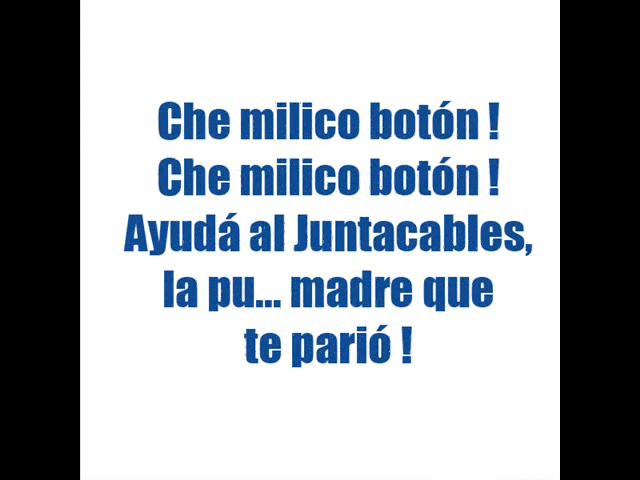 Che milico botón !
Che milico botón !
Ayudá al Juntacables,
la pu... madre que
te parió !